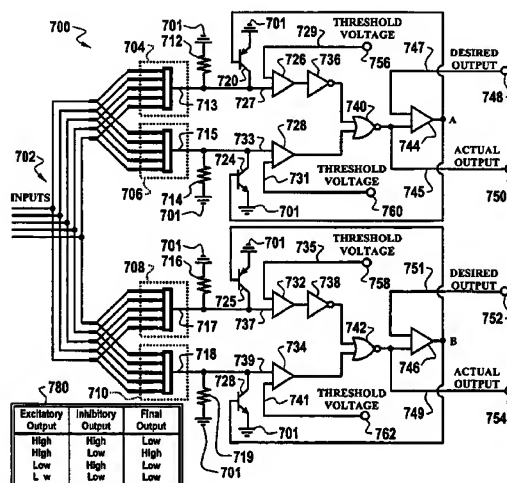 700
701
704
712
713
702
715
INPUTS
706
714
701
701
729
THRESHOLD
VOLTAGE
747
DESIRED
OUTPUT
720
726
736
756
748
727
740
A
733
728
744
724
THRESHOLD
VOLTAGE
ACTUAL
OUTPUT
731
701
760
745
750
701
708
716
717
718
710
701
719
701
735
THRESHOLD
VOLTAGE
751
DESIRED
OUTPUT
725
732
738
758
752
737
742
B
739
734
746
728
741
THRESHOLD
VOLTAGE
ACTUAL
OUTPUT
701
762
749
754
780
Excitatory Output Inhibitory Output Final Output
High High Low
High Low High
Low High Low
L w Low Low